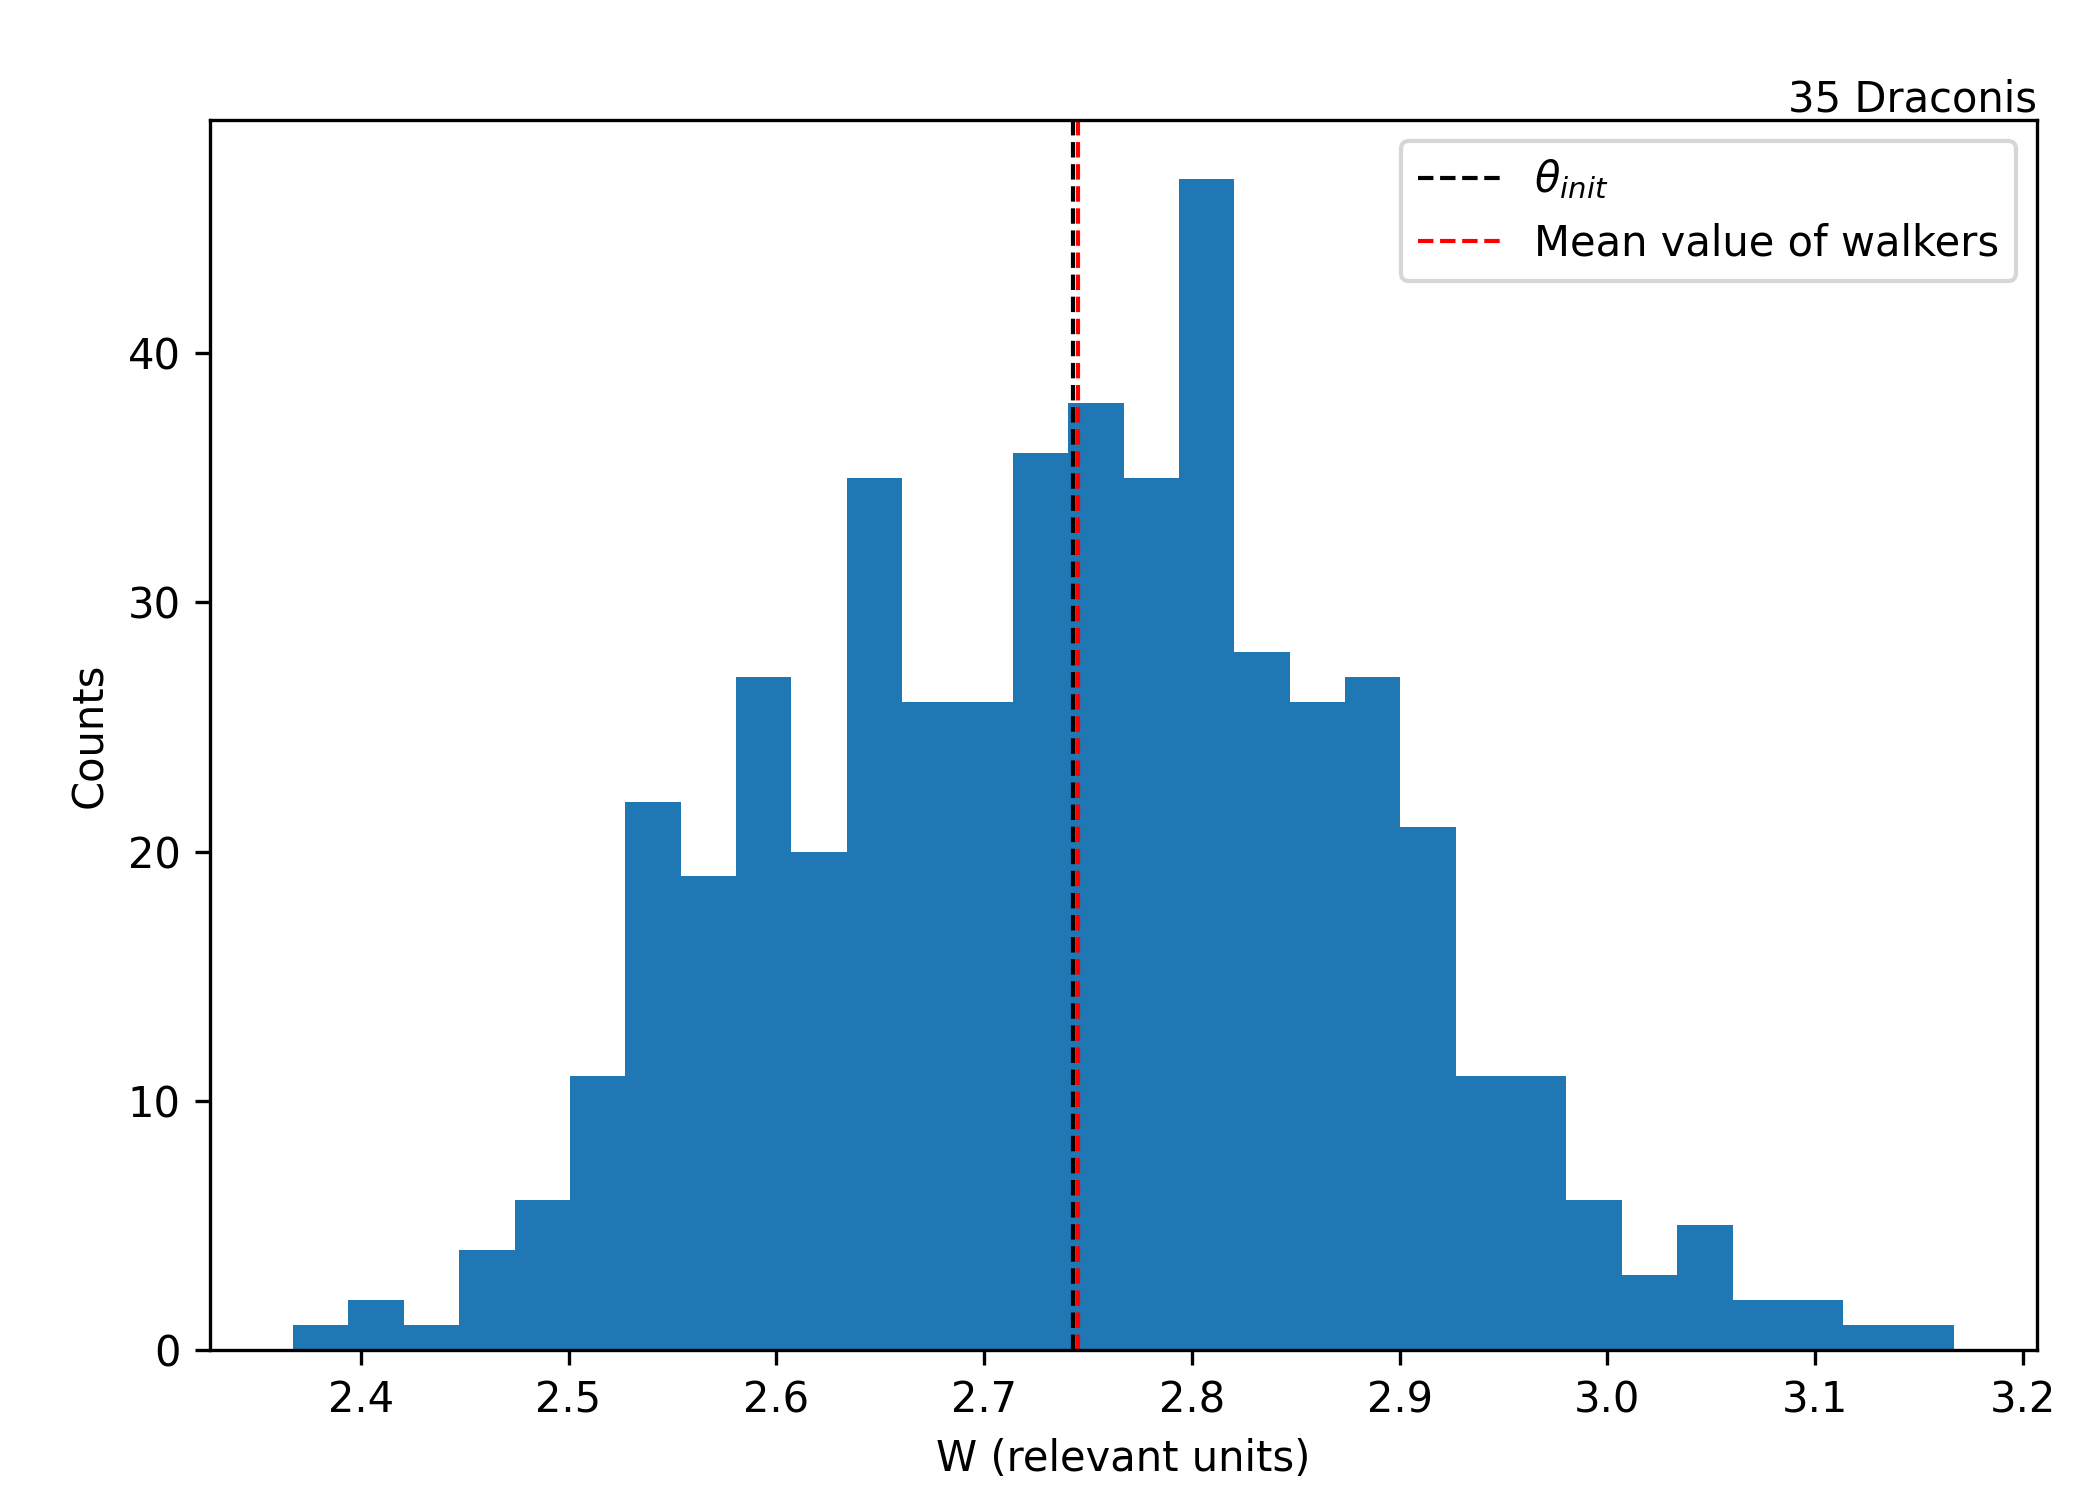 35 Draconis
θ_init
Mean value of walkers
Counts
40
30
20
10
0
2.4 2.5 2.6 2.7 2.8 2.9 3.0 3.1 3.2
W (relevant units)